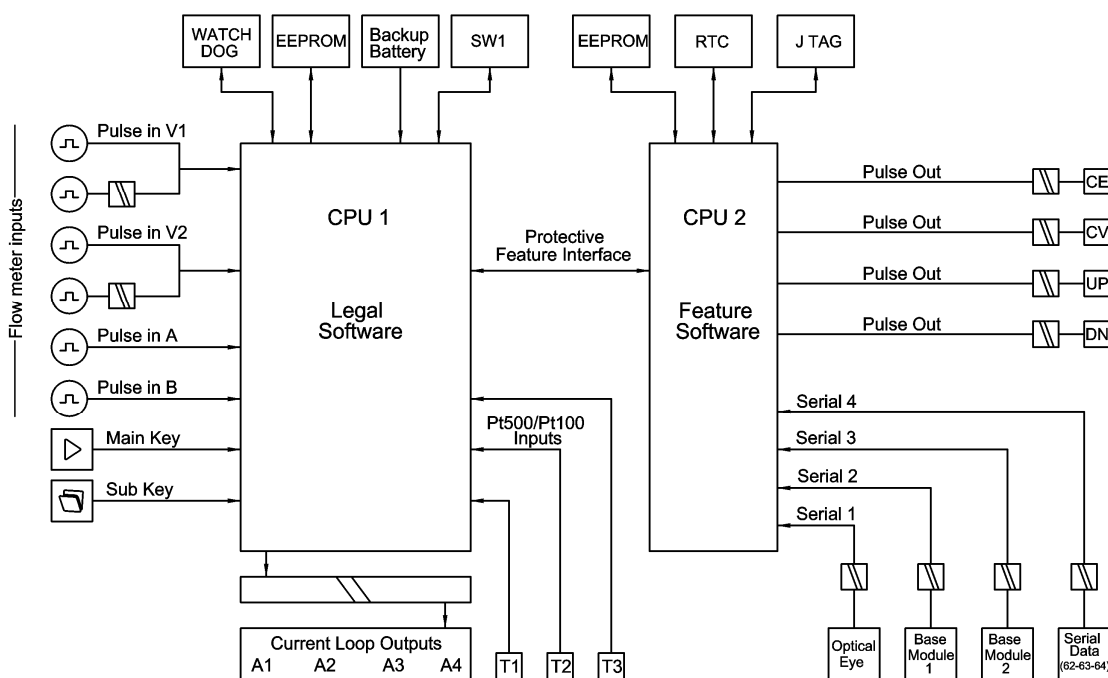 WATCH
DOG
EEPROM
Backup
Battery
SW1
EEPROM
RTC
J TAG
Flow meter inputs
Pulse in V1
Pulse in V2
Pulse in A
Pulse in B
Main Key
Sub Key
CPU 1
Legal
Software
Protective
Feature Interface
Pt500/Pt100
Inputs
CPU 2
Feature
Software
Pulse Out
CE
Pulse Out
CV
Pulse Out
UP
Pulse Out
DN
Serial 4
Serial 3
Serial 2
Serial 1
Current Loop Outputs
A1 A2 A3 A4
T1
T2
T3
Optical
Eye
Base
Module
1
Base
Module
2
Serial
Data
(62-63-64)